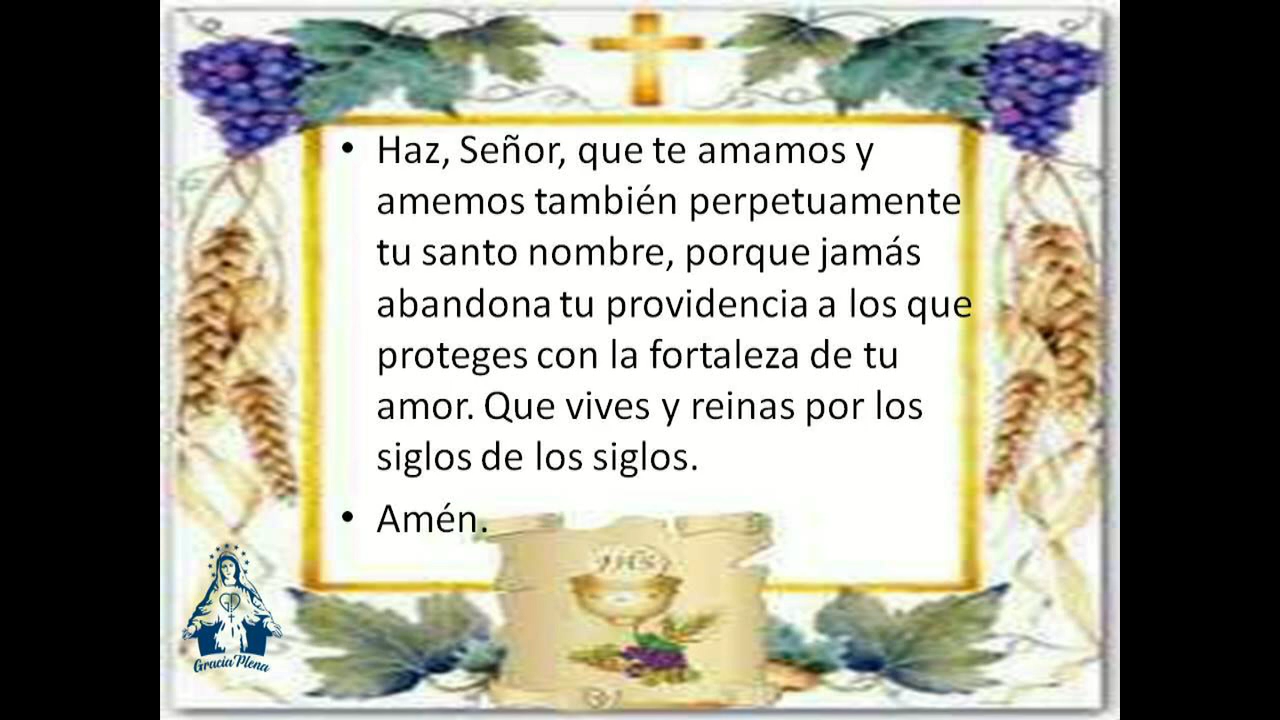 • Haz, Señor, que te amamos y
amemos también perpetuamente
tu santo nombre, porque jamás
abandona tu providencia a los que
proteges con la fortaleza de tu
amor. Que vives y reinas por los
siglos de los siglos.
• Amén.
JHS
Gracia Plena